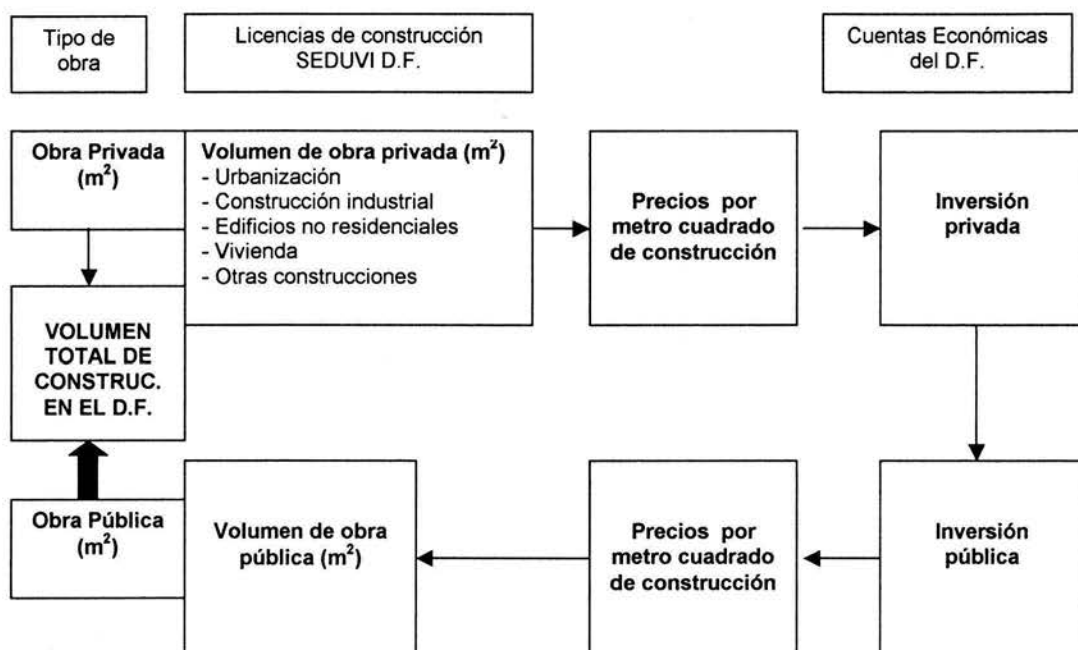 Tipo de
obra
Licencias de construcción
SEDUVI D.F.
Cuentas Económicas
del D.F.
Obra Privada
(m²)
Volumen de obra privada (m²)
- Urbanización
- Construcción industrial
- Edificios no residenciales
- Vivienda
- Otras construcciones
Precios por
metro cuadrado
de construcción
Inversión
privada
VOLUMEN
TOTAL DE
CONSTRUC.
EN EL D.F.
Obra Pública
(m²)
Volumen de obra
pública (m²)
Precios por
metro cuadrado
de construcción
Inversión
pública